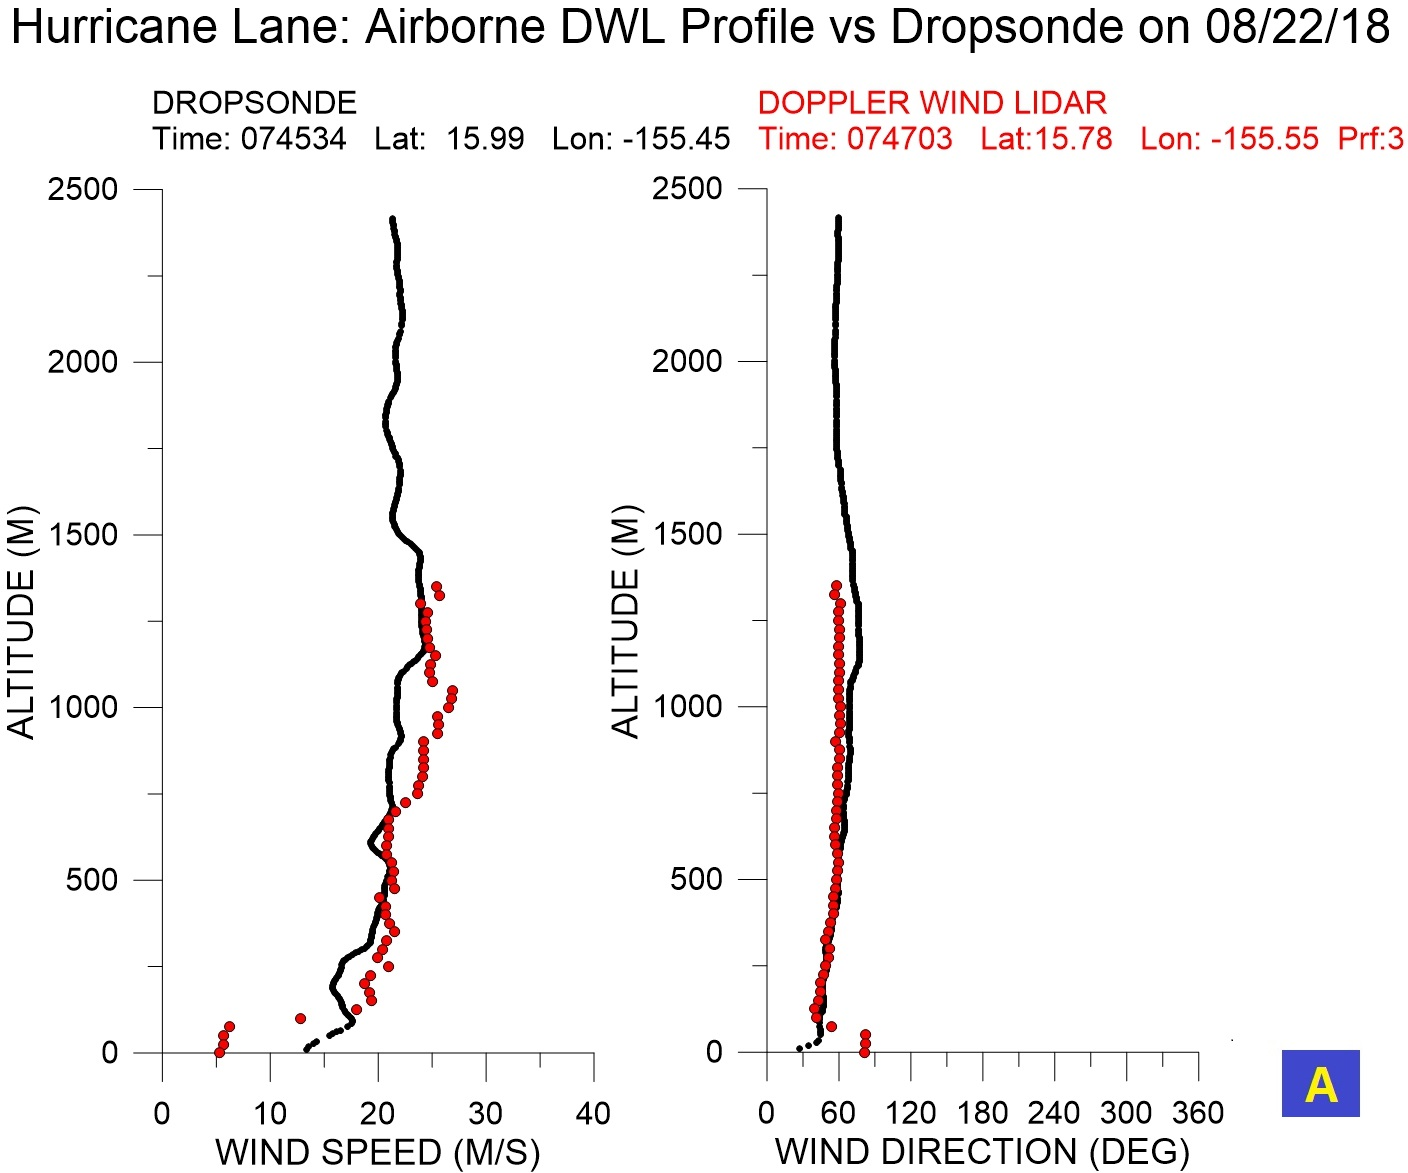 Hurricane Lane: Airborne DWL Profile vs Dropsonde on 08/22/18
DROPSONDE
Time: 074534 Lat: 15.99 Lon: -155.45
DOPPLER WIND LIDAR
Time: 074703 Lat:15.78 Lon: -155.55 Prf:3
2500
2000
1500
1000
500
0
ALTITUDE (M)
0 10 20 30 40
WIND SPEED (M/S)
2500
2000
1500
1000
500
0
ALTITUDE (M)
0 60 120 180 240 300 360
WIND DIRECTION (DEG)
A